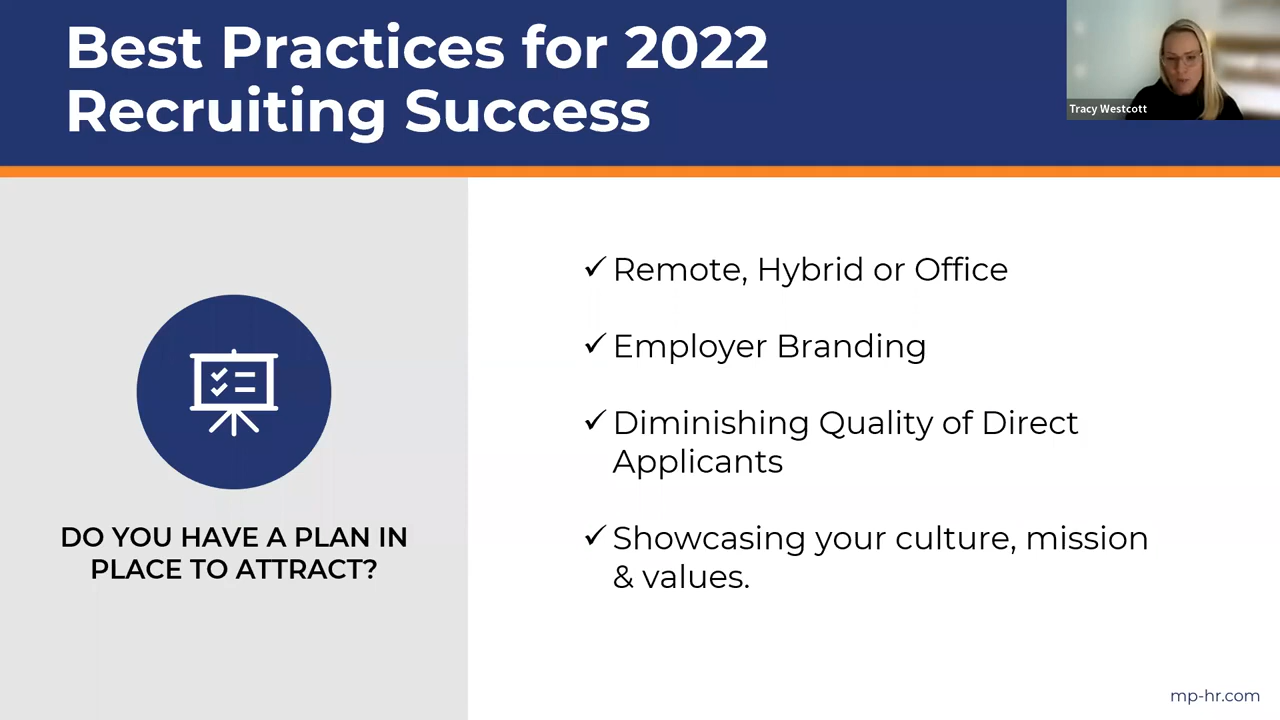 Best Practices for 2022
Recruiting Success
Tracy Westcott
DO YOU HAVE A PLAN IN
PLACE TO ATTRACT?
✓ Remote, Hybrid or Office
✓ Employer Branding
✓ Diminishing Quality of Direct
Applicants
✓ Showcasing your culture, mission
& values.
mp-hr.com